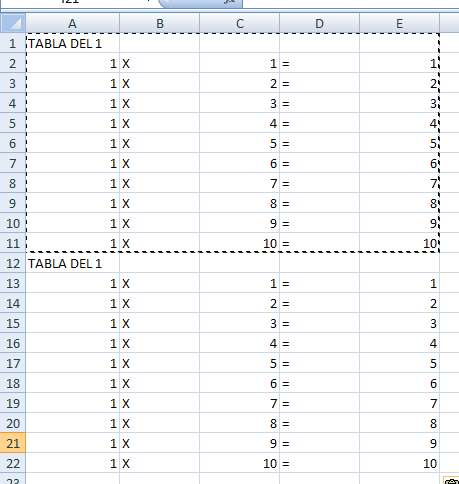 A B C D E
1 TABLA DEL 1
2 1 X 1 = 1
3 1 X 2 = 2
4 1 X 3 = 3
5 1 X 4 = 4
6 1 X 5 = 5
7 1 X 6 = 6
8 1 X 7 = 7
9 1 X 8 = 8
10 1 X 9 = 9
11 1 X 10 = 10
12 TABLA DEL 1
13 1 X 1 = 1
14 1 X 2 = 2
15 1 X 3 = 3
16 1 X 4 = 4
17 1 X 5 = 5
18 1 X 6 = 6
19 1 X 7 = 7
20 1 X 8 = 8
21 1 X 9 = 9
22 1 X 10 = 10
23